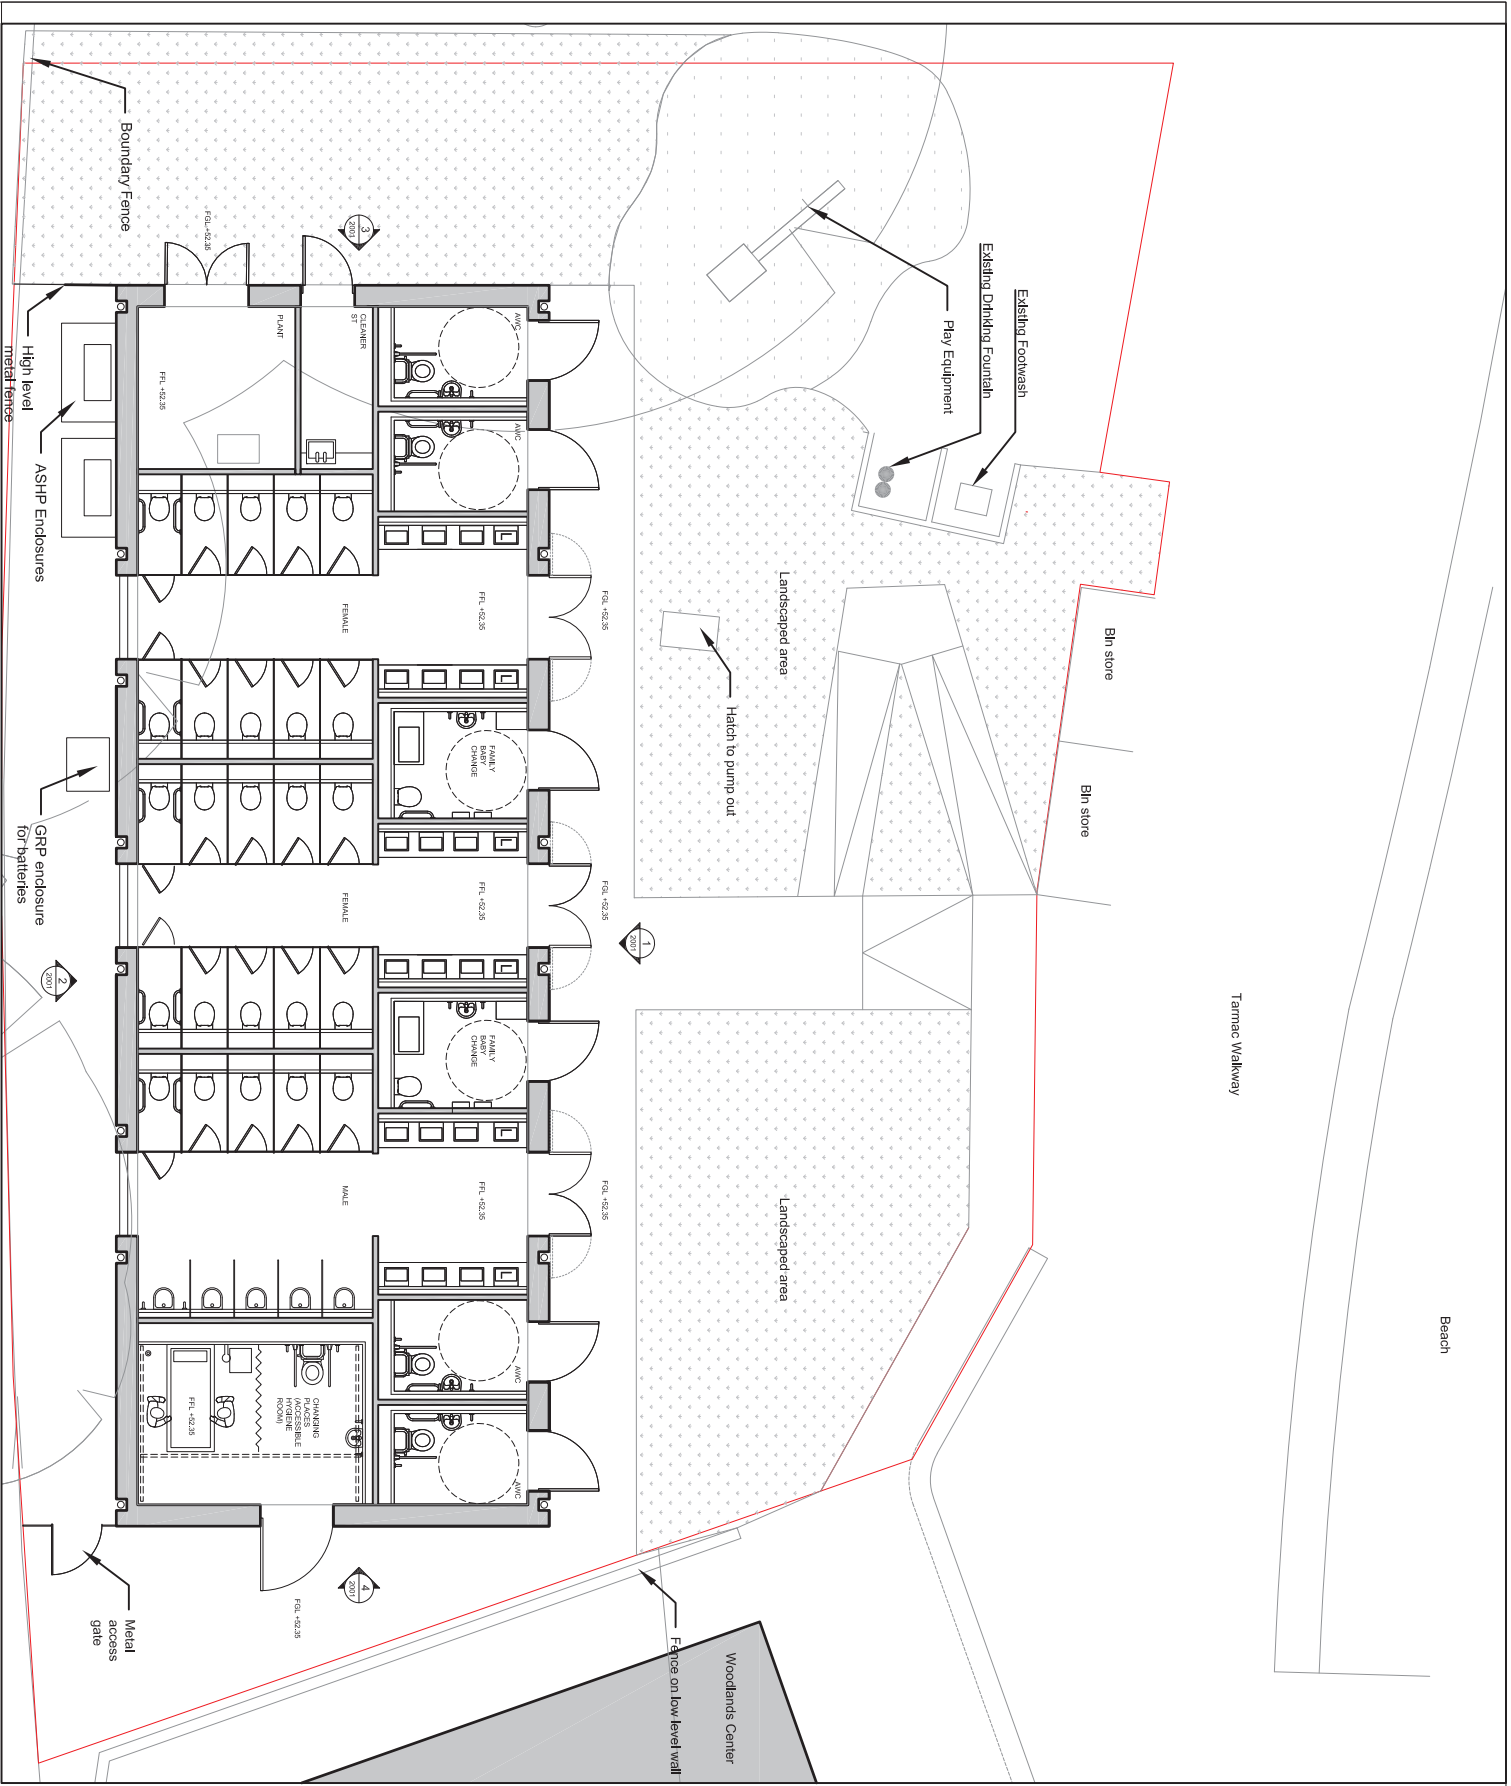 Beach
Tarmac Walkway
Bin store
Bin store
Existing Footwash
Existing Drinking Fountain
Play Equipment
Landscaped area
Landscaped area
Hatch to pump out
Woodlands Center
Fence on low level wall
FGL +52.35
FGL +52.35
FGL +52.35
1
2001
3
2001
4
2001
2
2001
AWC
AWC
FFL +52.35
L
L
FAMILY
BABY
CHANGE
FFL +52.35
L
L
FAMILY
BABY
CHANGE
FFL +52.35
L
L
AWC
AWC
CLEANER
ST
PLANT
FFL +52.35
FEMALE
FEMALE
MALE
CHANGING
PLACES
(ACCESSIBLE
HYGIENE
ROOM)
FFL +52.35
FGL +52.35
FGL +52.35
Boundary Fence
High level
metal fence
ASHP Enclosures
GRP enclosure
for batteries
Metal
access
gate